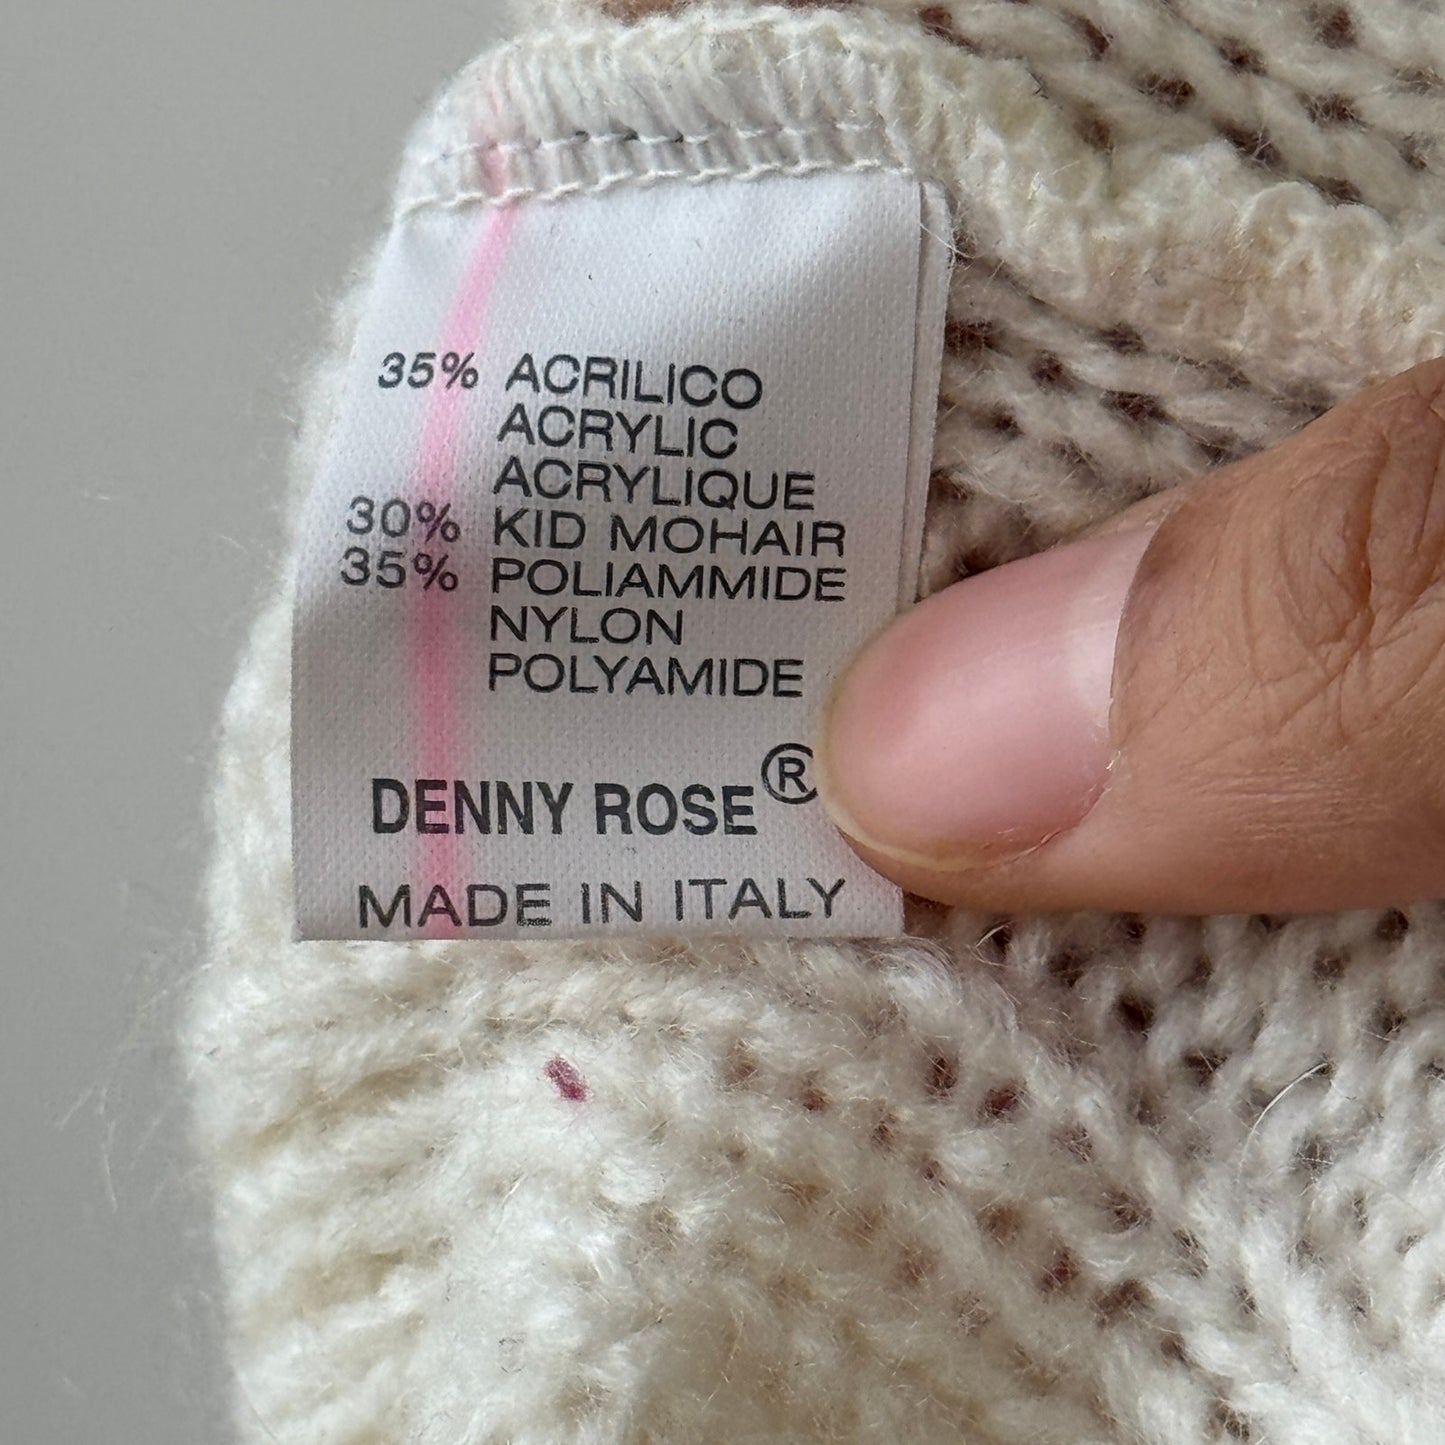 35% ACRILICO
ACRYLIC
ACRYLIQUE
30% KID MOHAIR
35% POLIAMMIDE
NYLON
POLYAMIDE
DENNY ROSE®
MADE IN ITALY